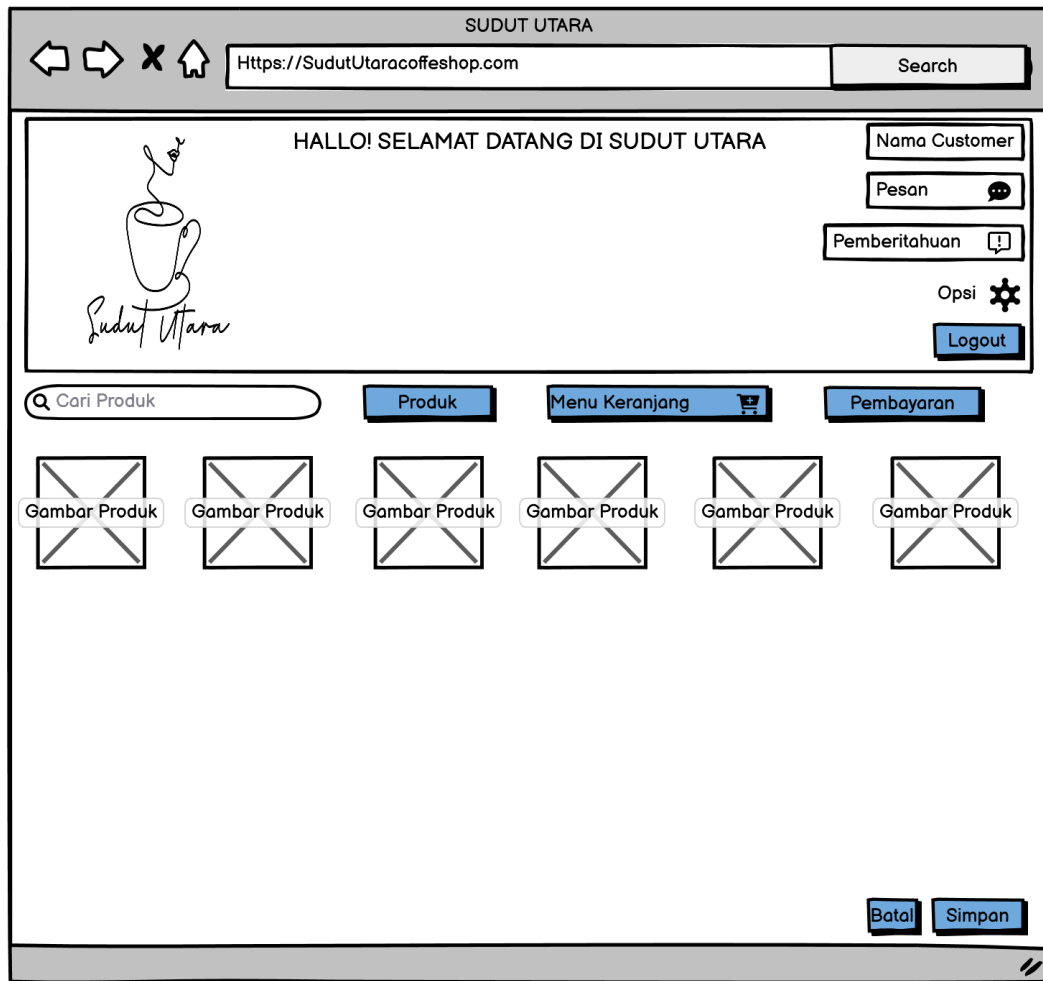 SUDUT UTARA
Https://SudutUtaracoffeshop.com
Search
HALLO! SELAMAT DATANG DI SUDUT UTARA
Nama Customer
Pesan
Pemberitahuan
Opsi
Logout
Sudut Utara
Cari Produk
Produk
Menu Keranjang
Pembayaran
Gambar Produk
Gambar Produk
Gambar Produk
Gambar Produk
Gambar Produk
Gambar Produk
Batal
Simpan